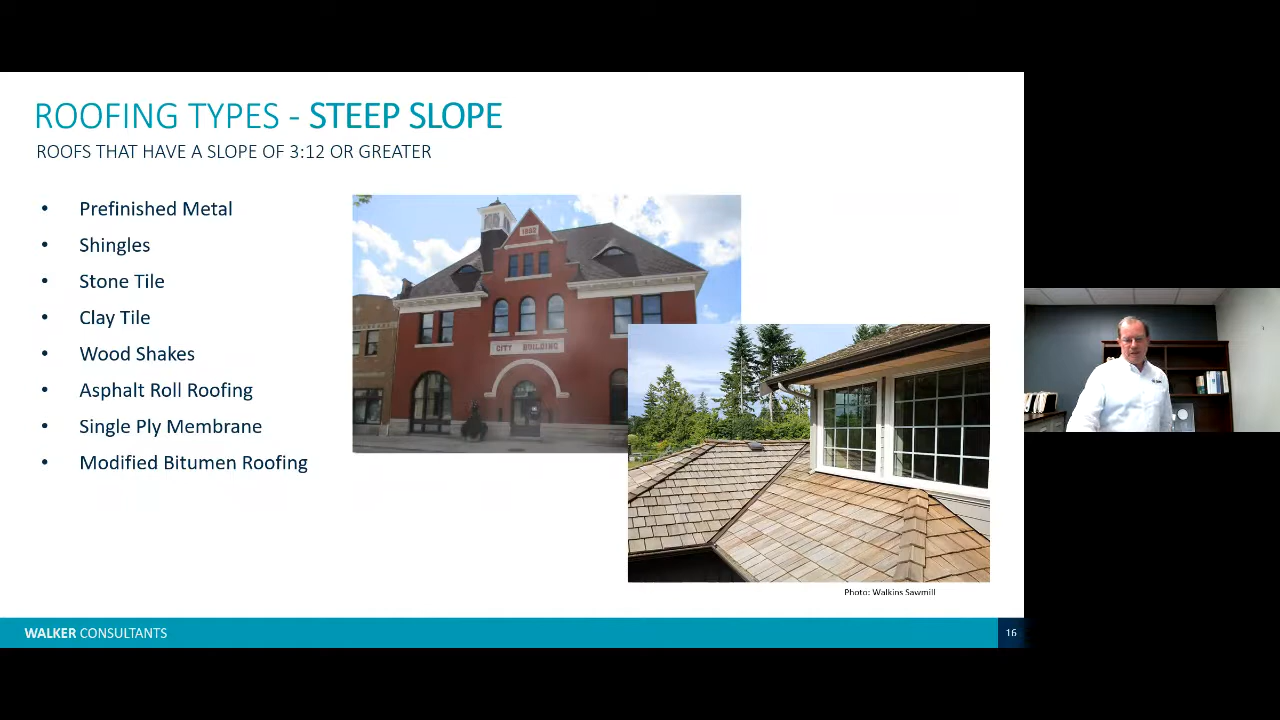 ROOFING TYPES - STEEP SLOPE
ROOFS THAT HAVE A SLOPE OF 3:12 OR GREATER
• Prefinished Metal
• Shingles
• Stone Tile
• Clay Tile
• Wood Shakes
• Asphalt Roll Roofing
• Single Ply Membrane
• Modified Bitumen Roofing
CITY BUILDING
Photo: Walkins Sawmill
WALKER CONSULTANTS
16